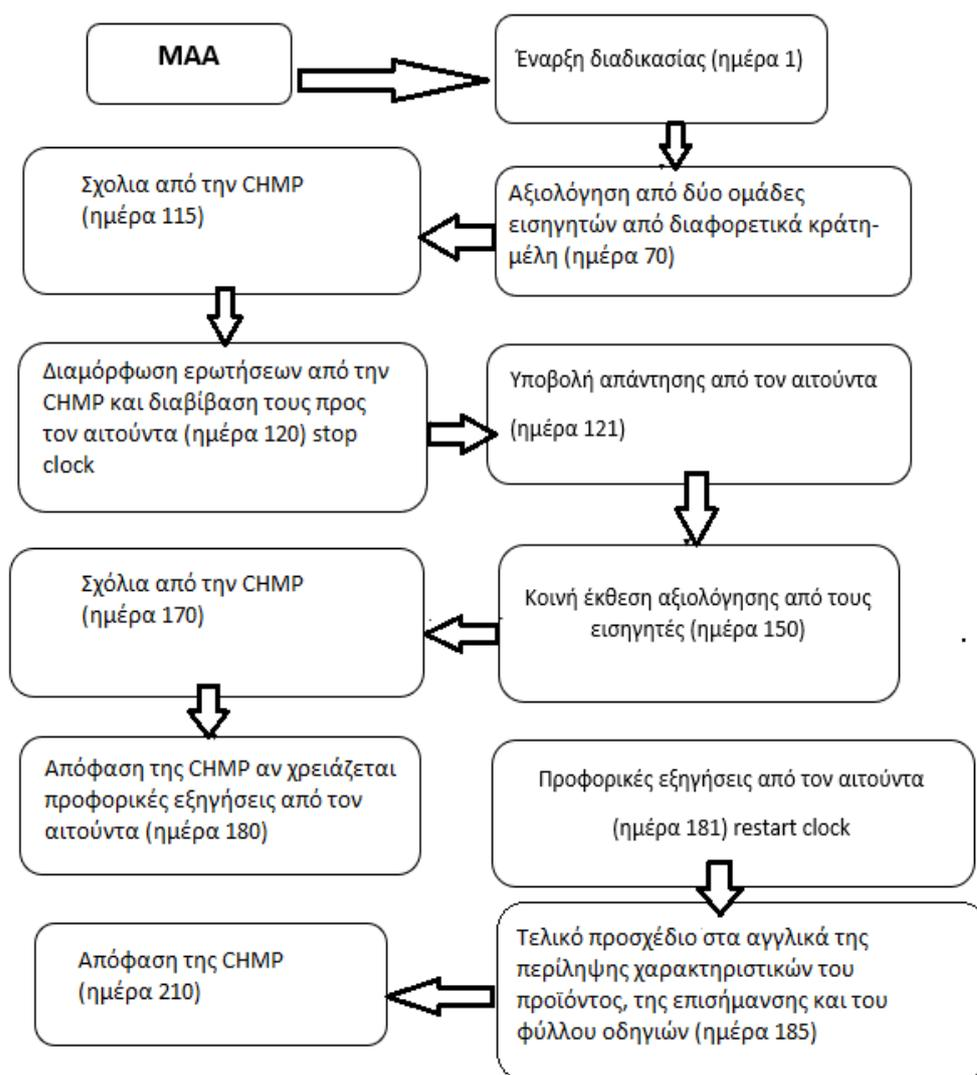 MAA
Έναρξη διαδικασίας (ημέρα 1)
Αξιολόγηση από δύο ομάδες
εισηγητών από διαφορετικά κράτη-
μέλη (ημέρα 70)
Σχολια από την CHMP
(ημέρα 115)
Διαμόρφωση ερωτήσεων από την
CHMP και διαβίβαση τους προς
τον αιτούντα (ημέρα 120) stop
clock
Υποβολή απάντησης από τον αιτούντα
(ημέρα 121)
Κοινή έκθεση αξιολόγησης από τους
εισηγητές (ημέρα 150)
Σχόλια από την CHMP
(ημέρα 170)
Απόφαση της CHMP αν χρειάζεται
προφορικές εξηγήσεις από τον
αιτούντα (ημέρα 180)
Προφορικές εξηγήσεις από τον αιτούντα
(ημέρα 181) restart clock
Τελικό προσχέδιο στα αγγλικά της
περίληψης χαρακτηριστικών του
προϊόντος, της επισήμανσης και του
φύλλου οδηγιών (ημέρα 185)
Απόφαση της CHMP
(ημέρα 210)